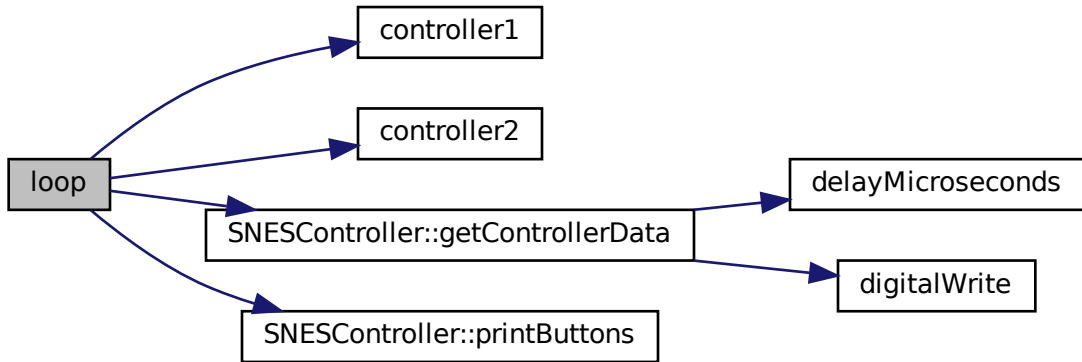 controller1
controller2
loop
delayMicroseconds
SNESController::getControllerData
digitalWrite
SNESController::printButtons